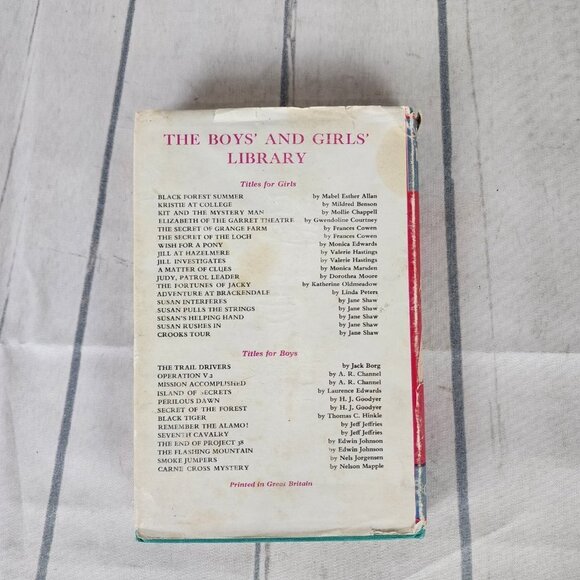 THE BOYS' AND GIRLS'
LIBRARY
Titles for Girls
BLACK FOREST SUMMER by Mabel Esther Allan
KRISTIE AT COLLEGE by Mildred Benson
KIT AND THE MYSTERY MAN by Mollie Chappell
ELIZABETH OF THE GARRET THEATRE by Gwendoline Courtney
THE SECRET OF GRANGE FARM by Frances Cowen
THE SECRET OF THE LOCH by Frances Cowen
WISH FOR A PONY by Monica Edwards
JILL AT HAZELMERE by Valerie Hastings
JILL INVESTIGATES by Valerie Hastings
A MATTER OF CLUES by Monica Marsden
JUDY, PATROL LEADER by Dorothea Moore
THE FORTUNES OF JACKY by Katherine Oldmeadow
ADVENTURE AT BRACKENDALE by Linda Peters
SUSAN INTERFERES by Jane Shaw
SUSAN PULLS THE STRINGS by Jane Shaw
SUSAN'S HELPING HAND by Jane Shaw
SUSAN RUSHES IN by Jane Shaw
CROOKS TOUR by Jane Shaw
Titles for Boys
THE TRAIL DRIVERS by Jack Borg
OPERATION V.2 by A. R. Channel
MISSION ACCOMPLISHED by A. R. Channel
ISLAND OF SECRETS by Laurence Edwards
PERILOUS DAWN by H. J. Goodyer
SECRET OF THE FOREST by H. J. Goodyer
BLACK TIGER by Thomas C. Hinkle
REMEMBER THE ALAMO! by Jeff Jeffries
SEVENTH CAVALRY by Jeff Jeffries
THE END OF PROJECT 38 by Edwin Johnson
THE FLASHING MOUNTAIN by Edwin Johnson
SMOKE JUMPERS by Nels Jorgensen
CARNE CROSS MYSTERY by Nelson Mapple
Printed in Great Britain